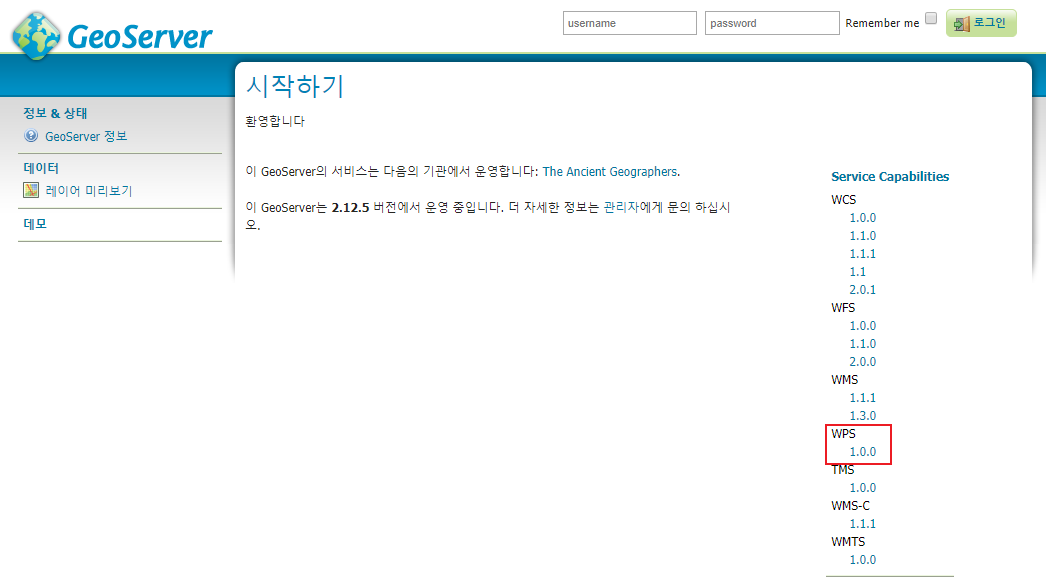 GeoServer
username
password
Remember me
로그인
정보 & 상태
GeoServer 정보
데이터
레이어 미리보기
데모
시작하기
환영합니다
이 GeoServer의 서비스는 다음의 기관에서 운영합니다: The Ancient Geographers.
이 GeoServer는 2.12.5 버전에서 운영 중입니다. 더 자세한 정보는 관리자에게 문의 하십시
오.
Service Capabilities
WCS
1.0.0
1.1.0
1.1.1
1.1
2.0.1
WFS
1.0.0
1.1.0
2.0.0
WMS
1.1.1
1.3.0
WPS
1.0.0
TMS
1.0.0
WMS-C
1.1.1
WMTS
1.0.0